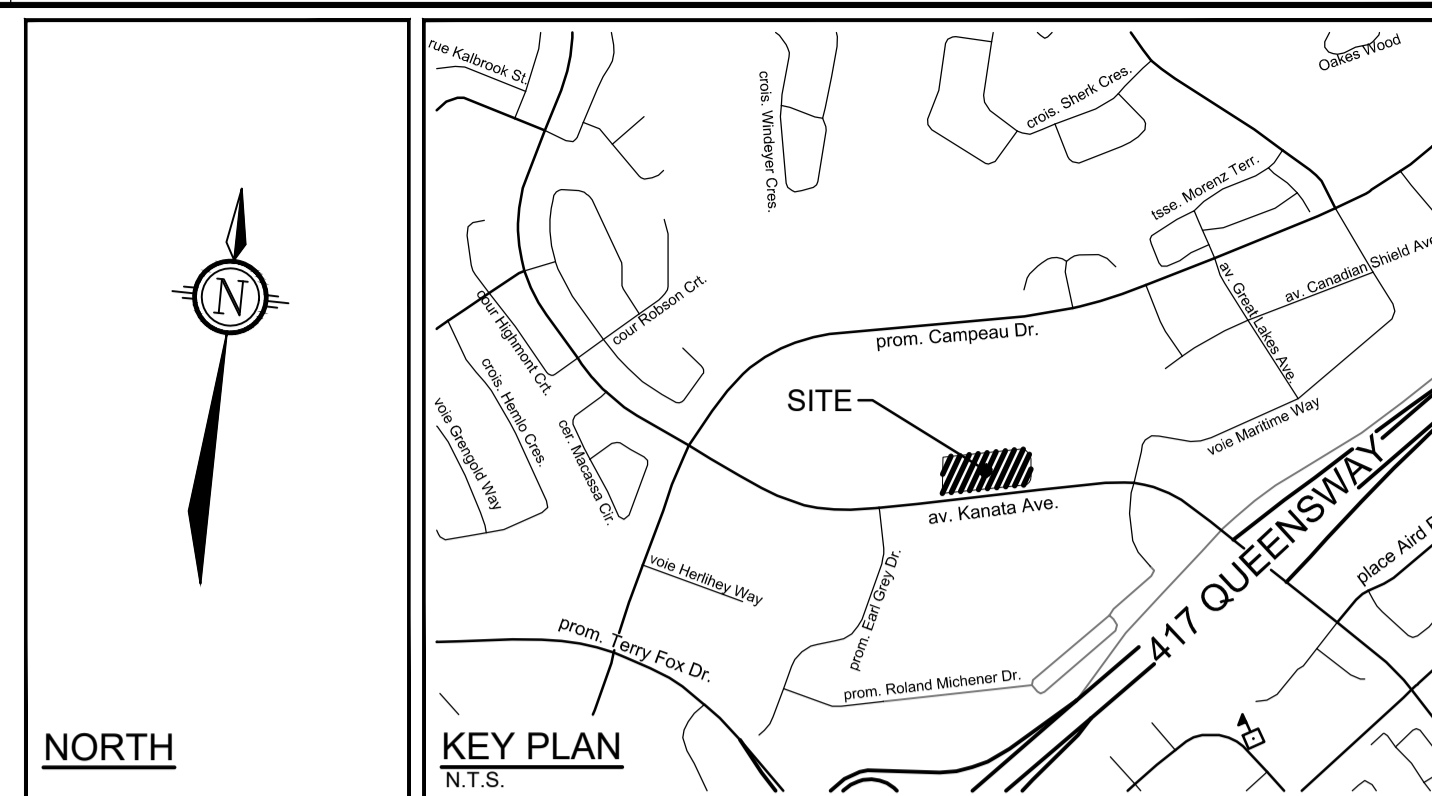 N
NORTH
rue Kalbrook St.
crois. Windeyer Cres.
crois. Sherk Cres.
Oakes Wood
tsse. Morenz Terr.
av. Canadian Shield Ave
av. Great Lakes Ave.
cour Highmont Crt.
cour Robson Crt.
prom. Campeau Dr.
crois. Hemlo Cres.
voie Grengold Way
cer. Macassa Cir.
SITE
voie Maritime Way
av. Kanata Ave.
417 QUEENSWAY
place Aird
voie Herlihey Way
prom. Earl Grey Dr.
prom. Terry Fox Dr.
prom. Roland Michener Dr.
KEY PLAN
N.T.S.